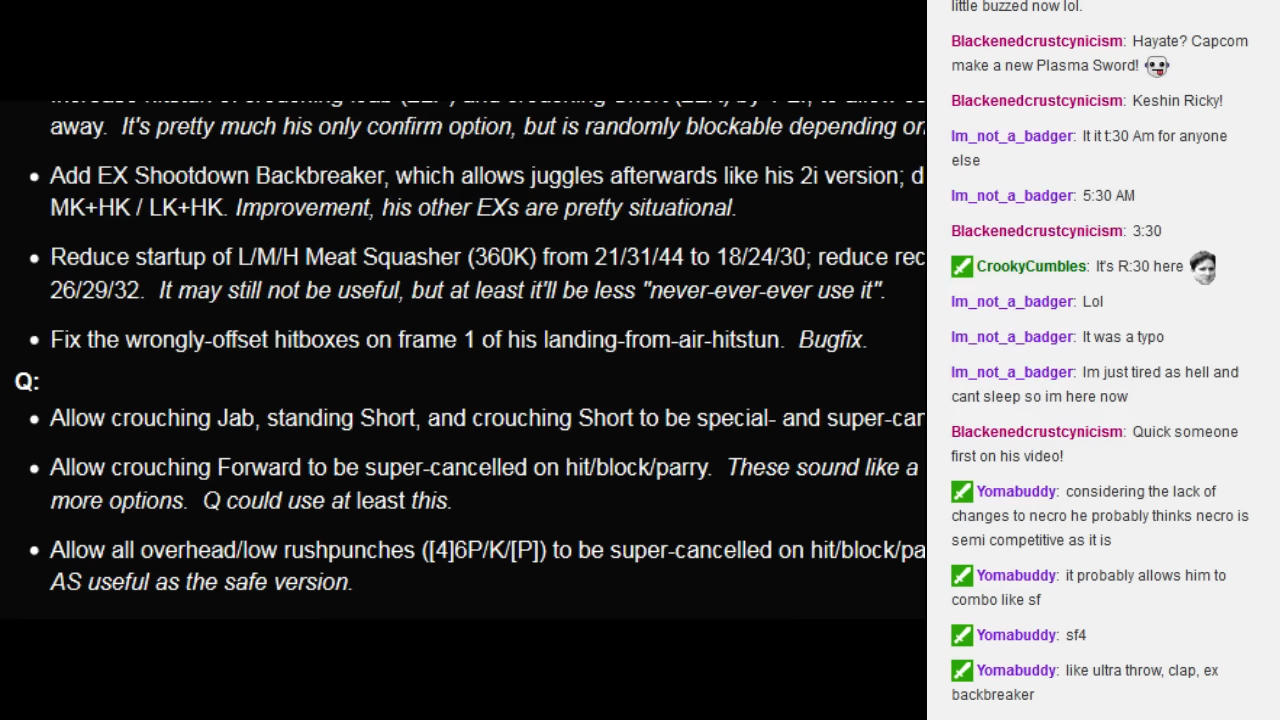 away. It's pretty much his only confirm option, but is randomly blockable depending on
Add EX Shootdown Backbreaker, which allows juggles afterwards like his 2i version; d
MK+HK / LK+HK. Improvement, his other EXs are pretty situational.
Reduce startup of L/M/H Meat Squasher (360K) from 21/31/44 to 18/24/30; reduce rec
26/29/32. It may still not be useful, but at least it'll be less "never-ever-ever use it".
Fix the wrongly-offset hitboxes on frame 1 of his landing-from-air-hitstun. Bugfix.
Q:
Allow crouching Jab, standing Short, and crouching Short to be special- and super-can
Allow crouching Forward to be super-cancelled on hit/block/parry. These sound like a
more options. Q could use at least this.
Allow all overhead/low rushpunches ([4]6P/K/[P]) to be super-cancelled on hit/block/pa
AS useful as the safe version.
little buzzed now lol.
Blackenedcrustcynicism: Hayate? Capcom
make a new Plasma Sword!
Blackenedcrustcynicism: Keshin Ricky!
Im_not_a_badger: It it t:30 Am for anyone
else
Im_not_a_badger: 5:30 AM
Blackenedcrustcynicism: 3:30
CrookyCumbles: It's R:30 here
Im_not_a_badger: Lol
Im_not_a_badger: It was a typo
Im_not_a_badger: Im just tired as hell and
cant sleep so im here now
Blackenedcrustcynicism: Quick someone
first on his video!
Yomabuddy: considering the lack of
changes to necro he probably thinks necro is
semi competitive as it is
Yomabuddy: it probably allows him to
combo like sf
Yomabuddy: sf4
Yomabuddy: like ultra throw, clap, ex
backbreaker